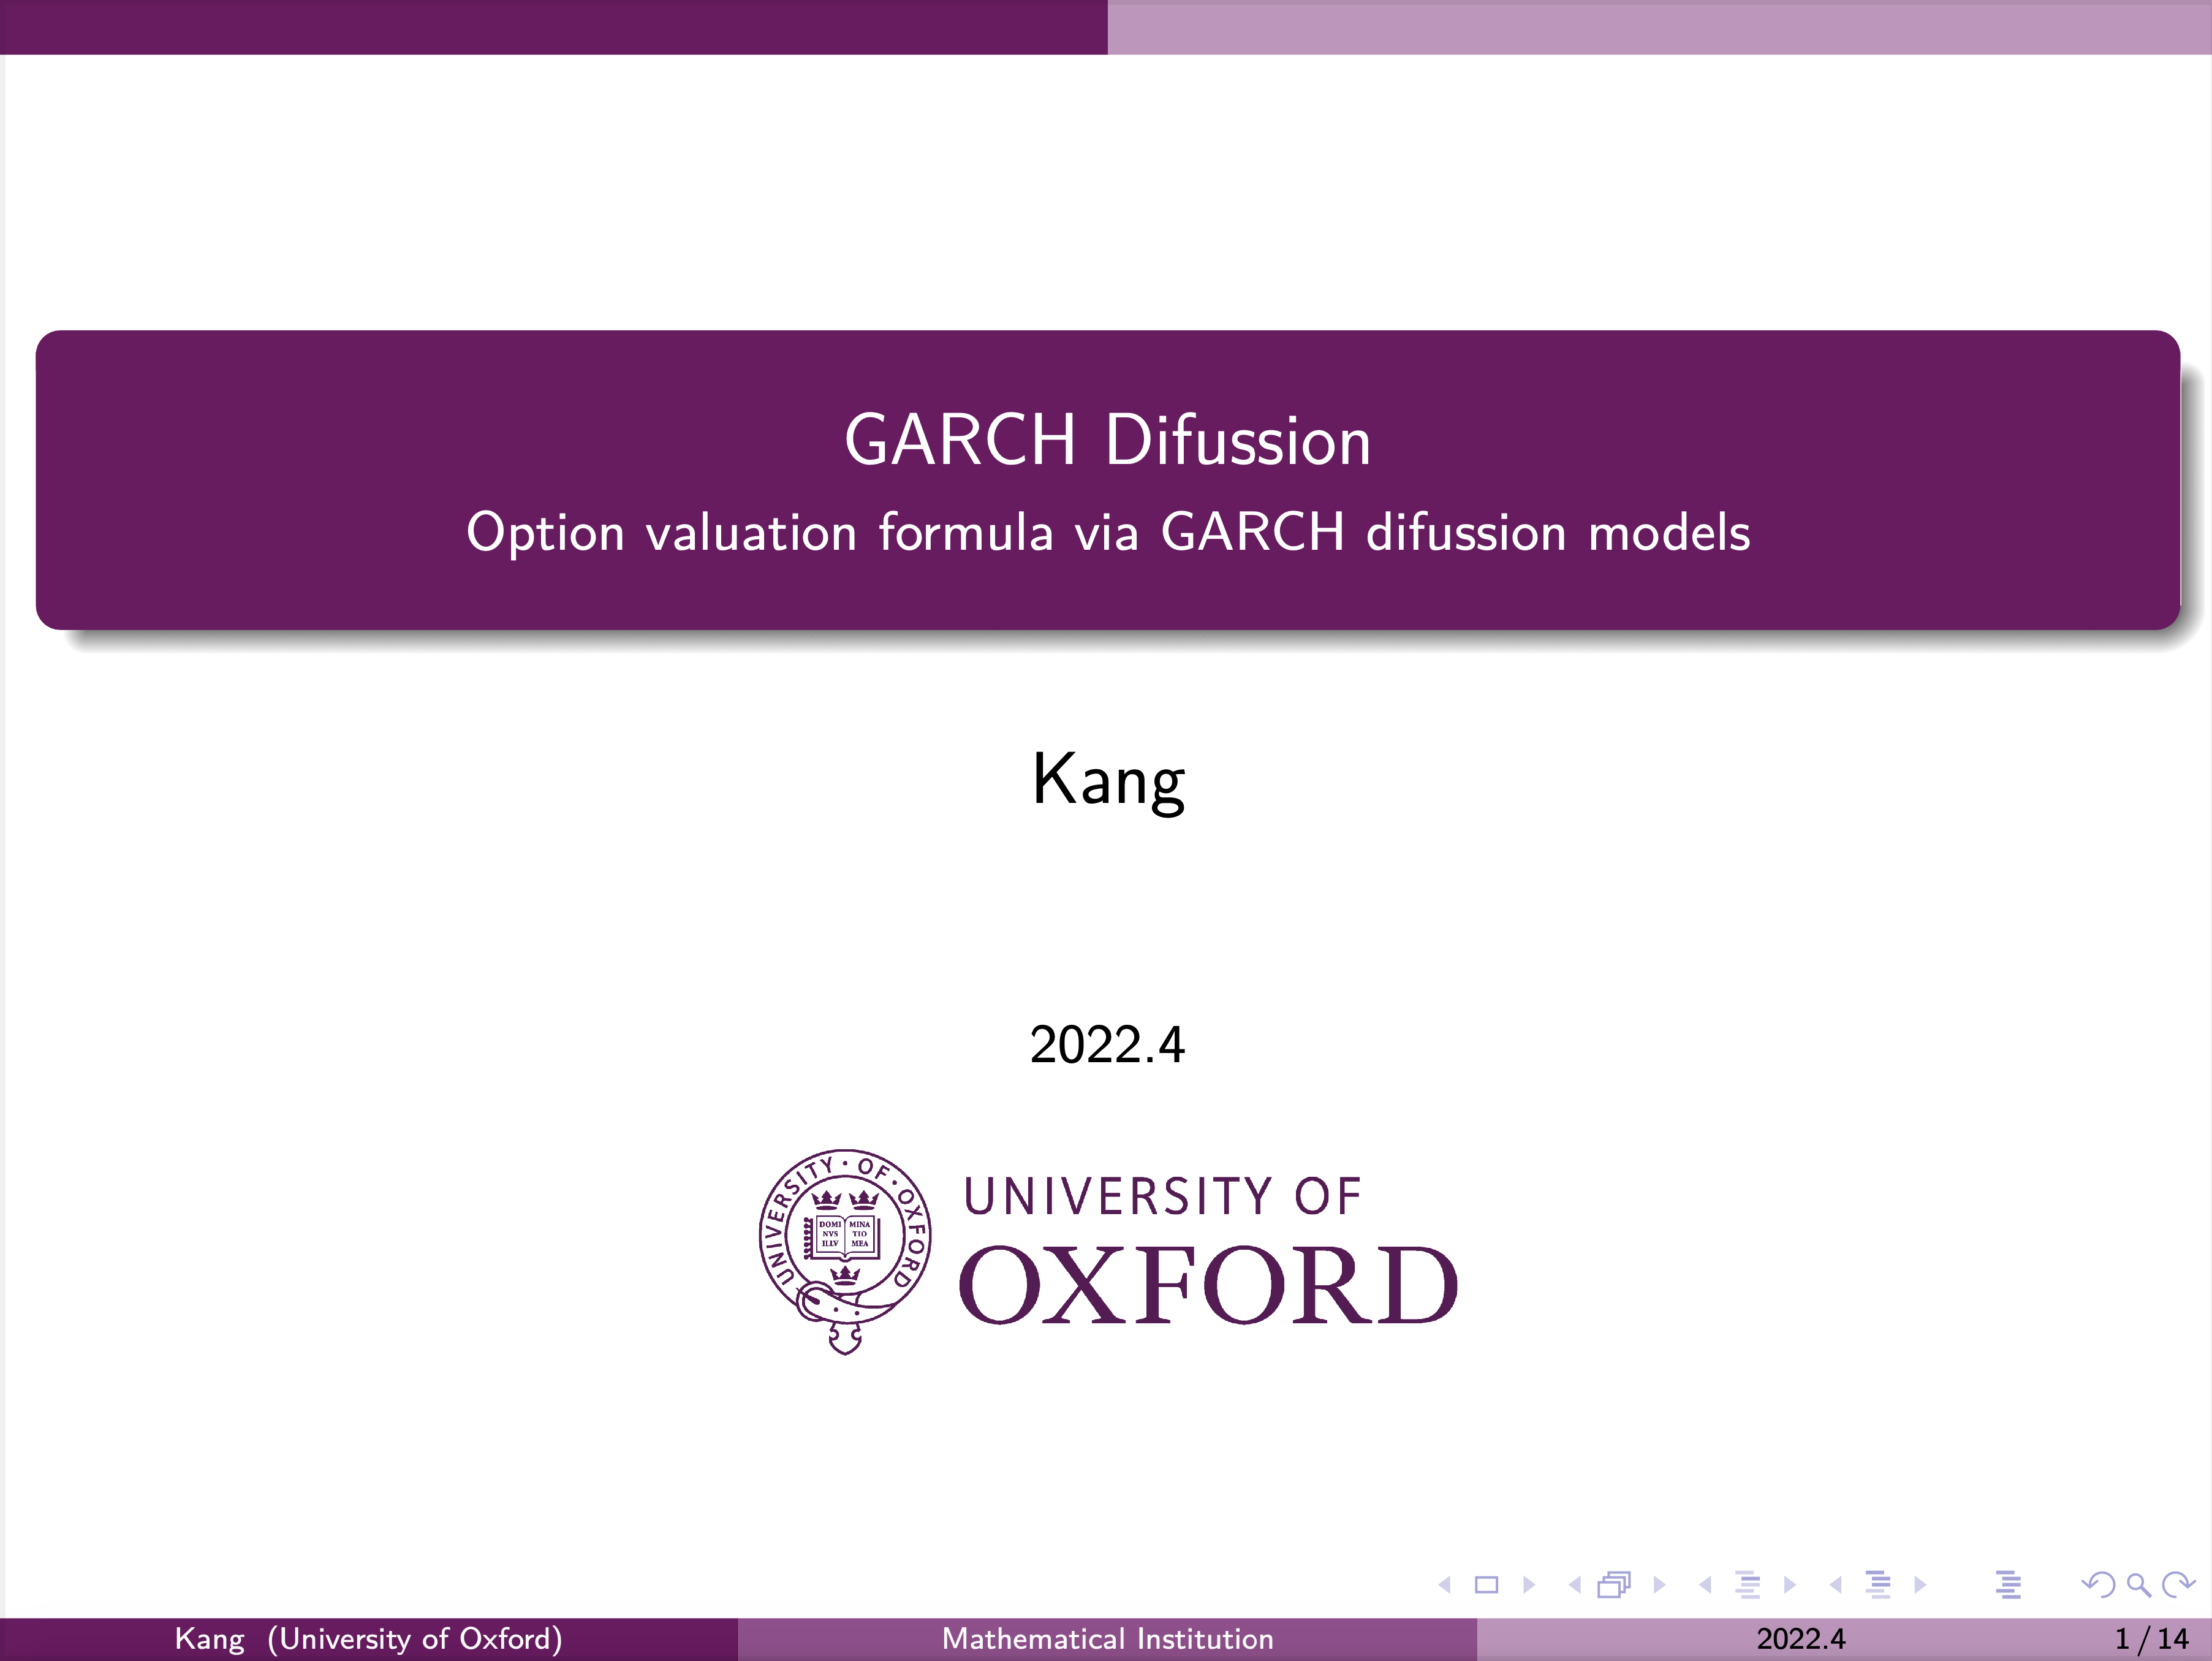 GARCH Difussion
Option valuation formula via GARCH difussion models
Kang
2022.4
UNIVERSITY · OF · OXFORD
DOMI MINA
NVS TIO
ILLV MEA
UNIVERSITY OF
OXFORD
Kang (University of Oxford) Mathematical Institution 2022.4 1 / 14